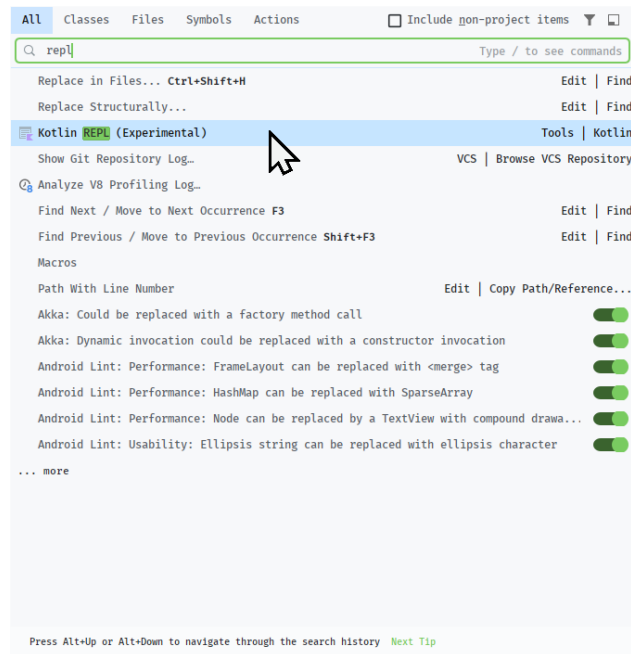 All Classes Files Symbols Actions Include non-project items
repl Type / to see commands
Replace in Files... Ctrl+Shift+H Edit | Find
Replace Structurally... Edit | Find
Kotlin REPL (Experimental) Tools | Kotlin
Show Git Repository Log… VCS | Browse VCS Repository
Analyze V8 Profiling Log…
Find Next / Move to Next Occurrence F3 Edit | Find
Find Previous / Move to Previous Occurrence Shift+F3 Edit | Find
Macros
Path With Line Number Edit | Copy Path/Reference...
Akka: Could be replaced with a factory method call
Akka: Dynamic invocation could be replaced with a constructor invocation
Android Lint: Performance: FrameLayout can be replaced with <merge> tag
Android Lint: Performance: HashMap can be replaced with SparseArray
Android Lint: Performance: Node can be replaced by a TextView with compound drawa...
Android Lint: Usability: Ellipsis string can be replaced with ellipsis character
... more
Press Alt+Up or Alt+Down to navigate through the search history Next Tip